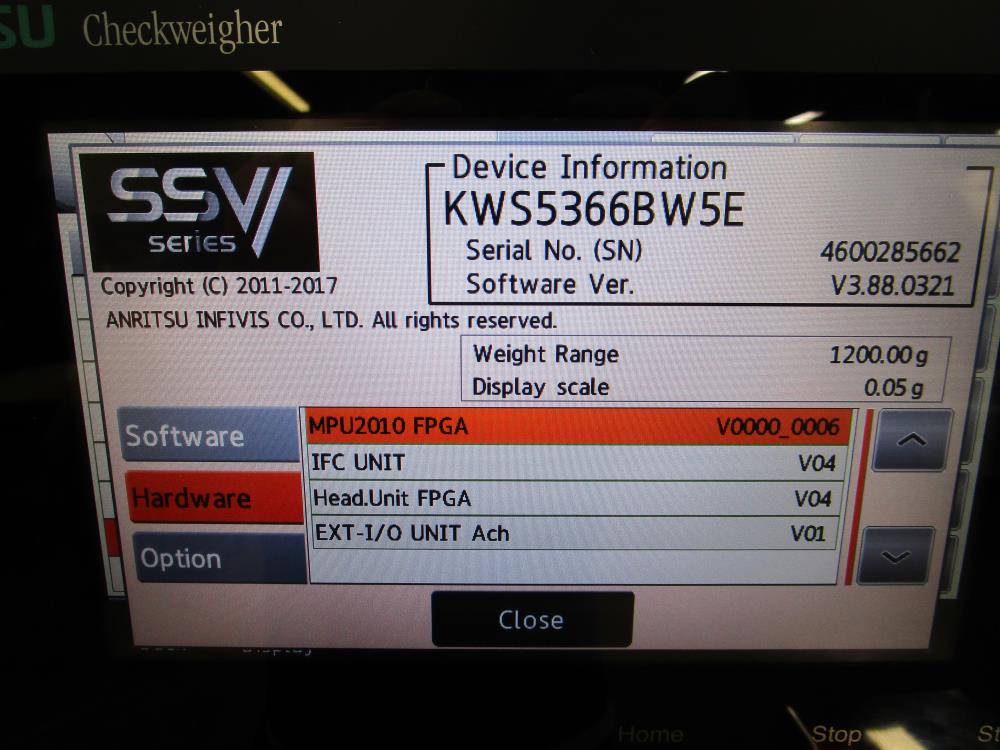 SU Checkweigher
SSV
series
Copyright (C) 2011-2017
ANRITSU INFIVIS CO., LTD. All rights reserved.
Device Information
KWS5366BW5E
Serial No. (SN) 4600285662
Software Ver. V3.88.0321
Weight Range 1200.00 g
Display scale 0.05 g
Software
Hardware
Option
MPU2010 FPGA V0000_0006
IFC UNIT V04
Head.Unit FPGA V04
EXT-I/O UNIT Ach V01
Close
Home Stop St